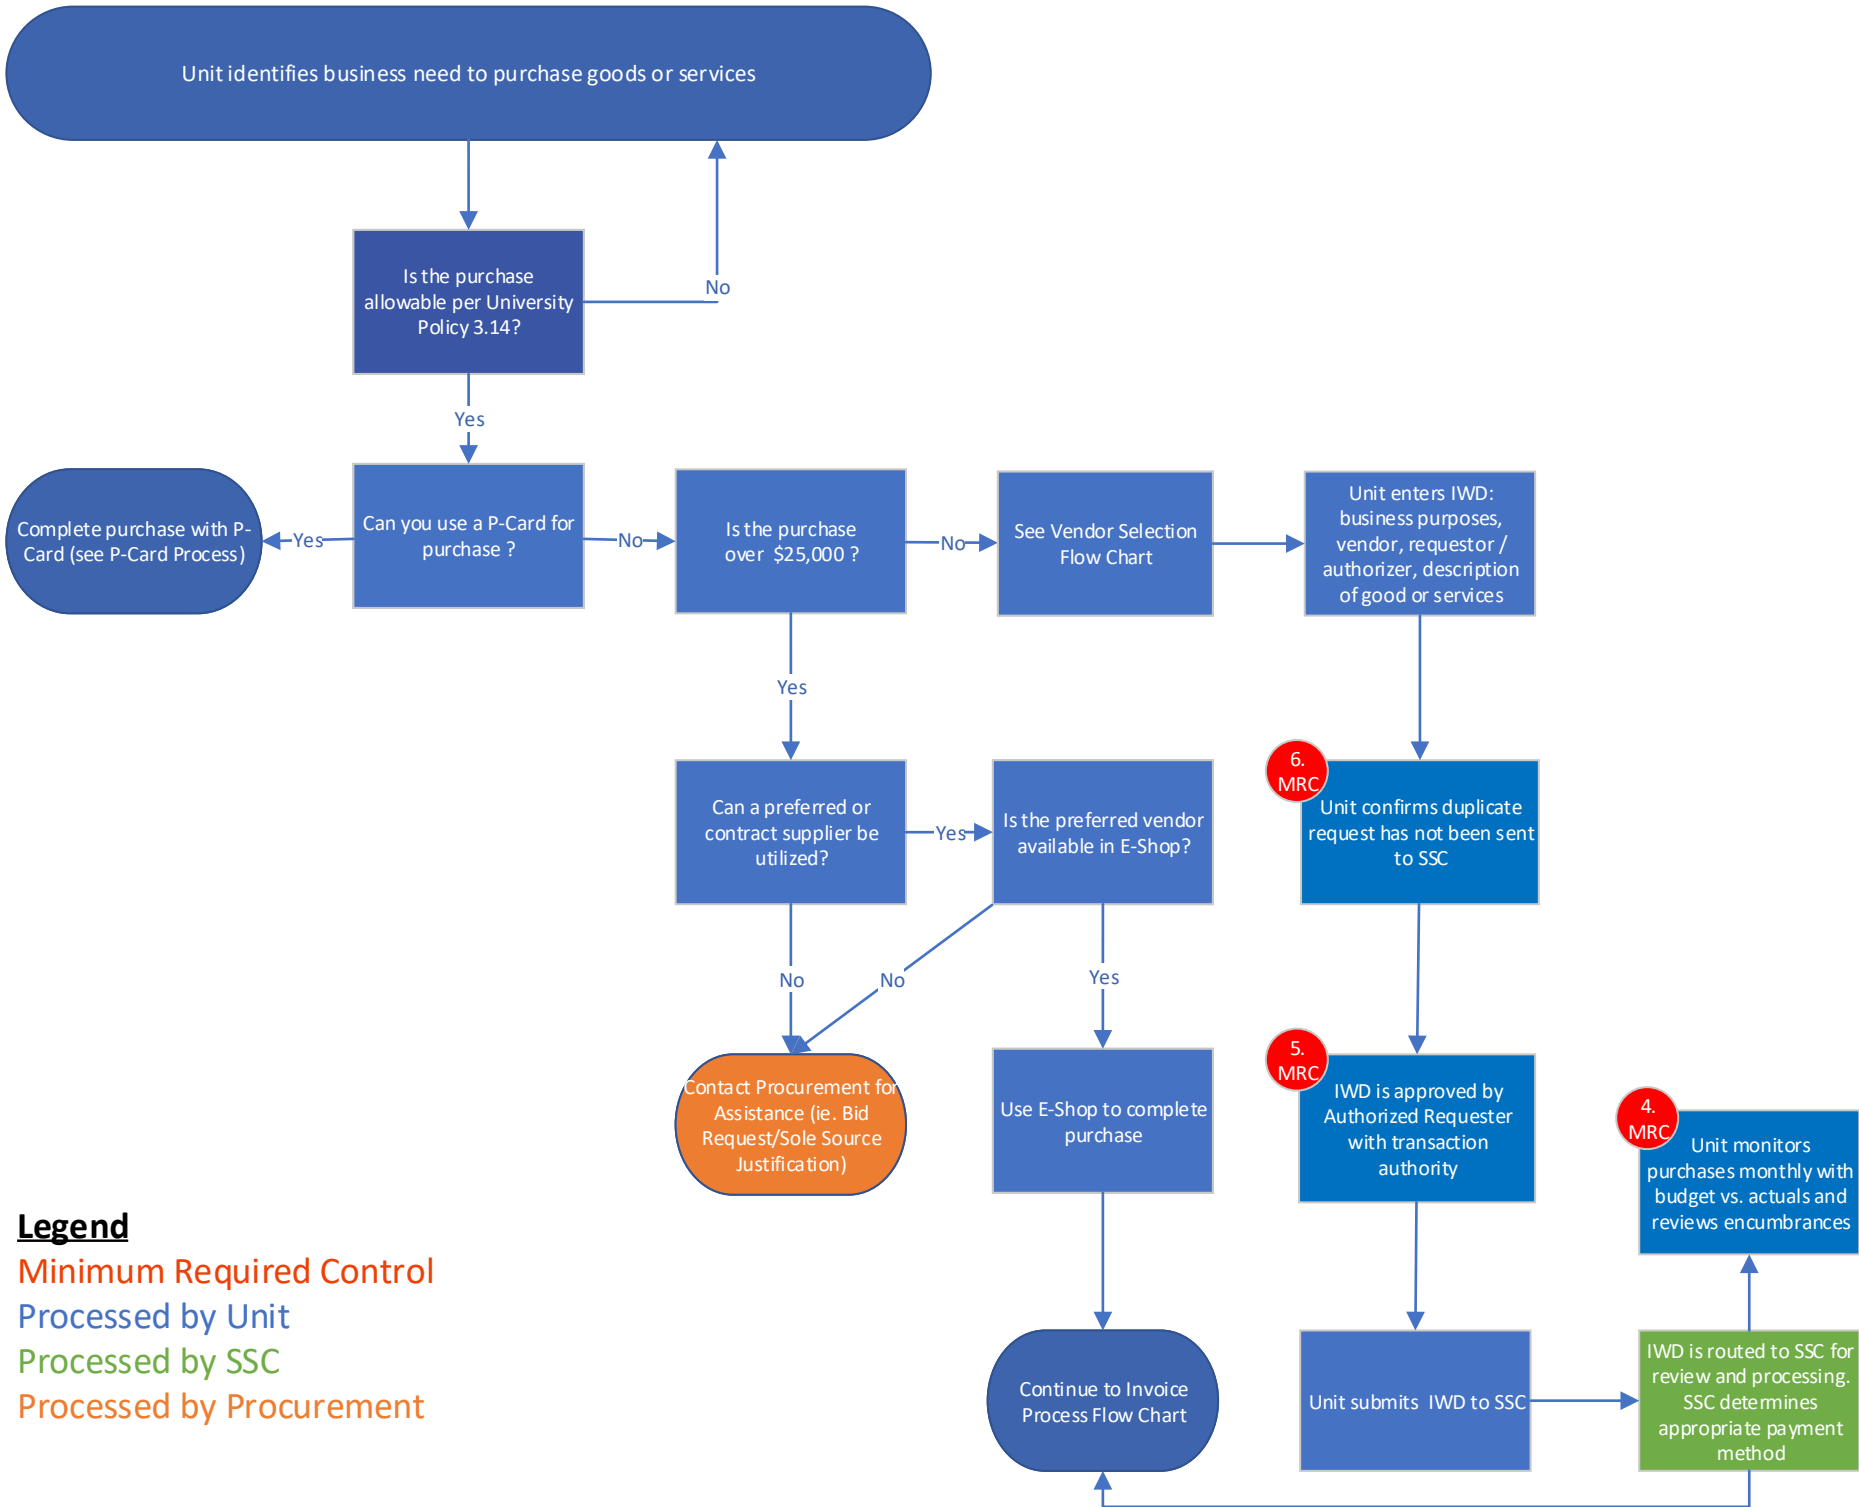 Unit identifies business need to purchase goods or services
Is the purchase
allowable per University
Policy 3.14?
No
Yes
Complete purchase with P-
Card (see P-Card Process)
Yes
Can you use a P-Card for
purchase ?
No
Is the purchase
over $25,000 ?
No
See Vendor Selection
Flow Chart
Unit enters IWD:
business purposes,
vendor, requestor /
authorizer, description
of good or services
Yes
Can a preferred or
contract supplier be
utilized?
Yes
Is the preferred vendor
available in E-Shop?
6.
MRC
Unit confirms duplicate
request has not been sent
to SSC
No
No
Yes
Contact Procurement for
Assistance (ie. Bid
Request/Sole Source
Justification)
Use E-Shop to complete
purchase
5.
MRC
IWD is approved by
Authorized Requester
with transaction
authority
4.
MRC
Unit monitors
purchases monthly with
budget vs. actuals and
reviews encumbrances
Legend
Minimum Required Control
Processed by Unit
Processed by SSC
Processed by Procurement
Continue to Invoice
Process Flow Chart
Unit submits IWD to SSC
IWD is routed to SSC for
review and processing.
SSC determines
appropriate payment
method